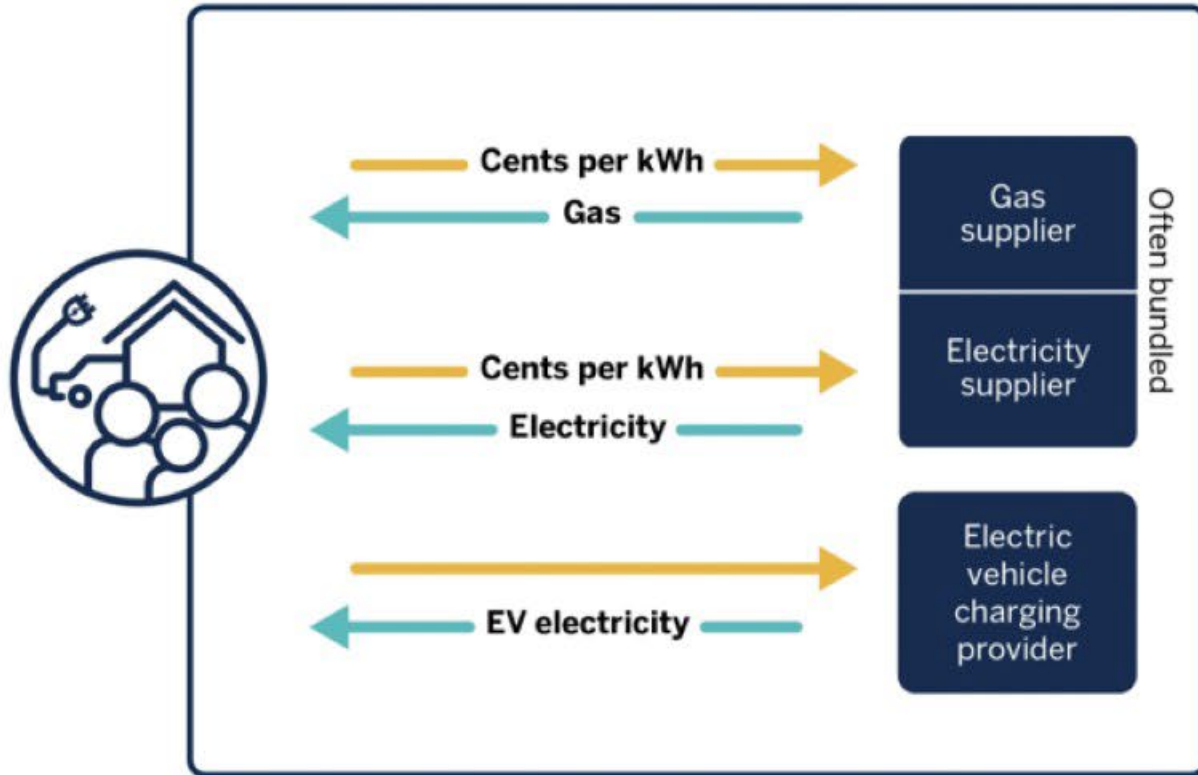 Cents per kWh
Gas
Gas
supplier
Often bundled
Cents per kWh
Electricity
Electricity
supplier
EV electricity
Electric
vehicle
charging
provider